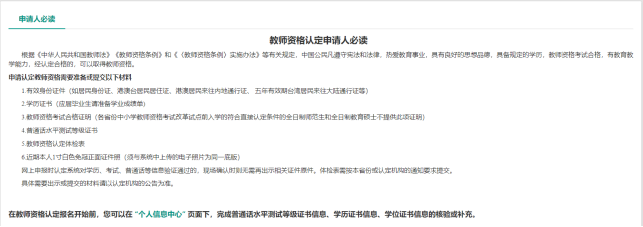 申请人必读
教师资格认定申请人必读
根据《中华人民共和国教师法》《教师资格条例》和《〈教师资格条例〉实施办法》等有关规定，中国公民凡遵守宪法和法律，热爱教育事业，具有良好的思想品德，具备规定的学历，教师资格考试合格，有教育教
学能力，经认定合格的，可以取得教师资格。
申请认定教师资格需要准备或提交以下材料
1.有效身份证件（如居民身份证、港澳台居民居住证、港澳居民来往内地通行证、五年有效期台湾居民来往大陆通行证等）
2.学历证书（应届毕业生请准备学业成绩单）
3.教师资格考试合格证明（各省份中小学教师资格考试改革试点前入学的符合直接认定条件的全日制师范生和全日制教育硕士不提供此项证明）
4.普通话水平测试等级证书
5.教师资格认定体检表
6.近期本人1寸白色免冠正面证件照（须与系统中上传的电子照片为同一底版）
网上申报时认定系统对学历、考试、普通话等信息验证通过的，现场确认时则无需再出示相关证件原件。体检表需按本省份或认定机构的通知要求提交。
具体需要出示或提交的材料请以认定机构的公告为准。
在教师资格认定报名开始前，您可以在 "个人信息中心" 页面下，完成普通话水平测试等级证书信息、学历证书信息、学位证书信息的核验或补充。